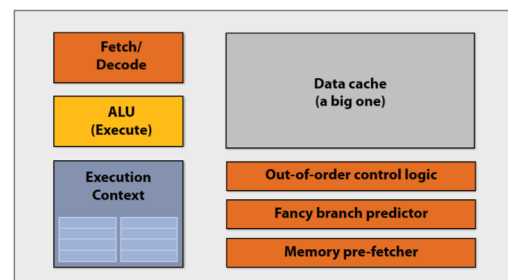 Fetch/
Decode
ALU
(Execute)
Execution
Context
Data cache
(a big one)
Out-of-order control logic
Fancy branch predictor
Memory pre-fetcher